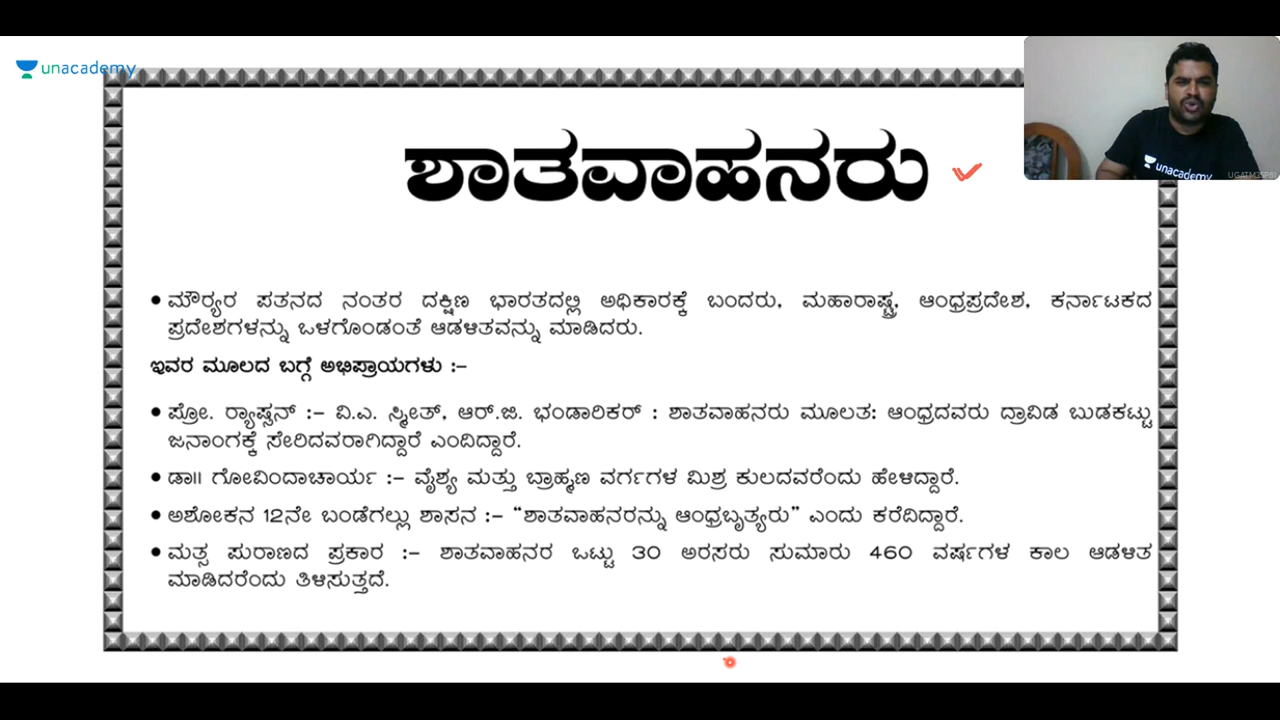 unacademy
ಶಾತವಾಹನರು
unacademy
• ಮೌರ್‍ಯರ ಪತನದ ನಂತರ ದಕ್ಷಿಣ ಭಾರತದಲ್ಲಿ ಅಧಿಕಾರಕ್ಕೆ ಬಂದರು, ಮಹಾರಾಷ್ಟ್ರ, ಆಂಧ್ರಪ್ರದೇಶ, ಕರ್ನಾಟಕದ
ಪ್ರದೇಶಗಳನ್ನು ಒಳಗೊಂಡಂತೆ ಆಡಳಿತವನ್ನು ಮಾಡಿದರು.
ಇವರ ಮೂಲದ ಬಗ್ಗೆ ಅಭಿಪ್ರಾಯಗಳು :–
• ಪ್ರೋ. ರ‍್ಯಾಪ್ಸನ್ :– ವಿ.ಎ. ಸ್ಮೀತ್, ಆರ್.ಜಿ. ಭಂಡಾರಿಕರ್ : ಶಾತವಾಹನರು ಮೂಲತಃ ಆಂಧ್ರದವರು ದ್ರಾವಿಡ ಬುಡಕಟ್ಟು
ಜನಾಂಗಕ್ಕೆ ಸೇರಿದವರಾಗಿದ್ದಾರೆ ಎಂದಿದ್ದಾರೆ.
• ಡಾ|| ಗೋವಿಂದಾಚಾರ್ಯ :– ವೈಶ್ಯ ಮತ್ತು ಬ್ರಾಹ್ಮಣ ವರ್ಗಗಳ ಮಿಶ್ರ ಕುಲದವರೆಂದು ಹೇಳಿದ್ದಾರೆ.
• ಅಶೋಕನ 12ನೇ ಬಂಡೆಗಲ್ಲು ಶಾಸನ :– “ಶಾತವಾಹನರನ್ನು ಆಂಧ್ರಬೃತ್ಯರು” ಎಂದು ಕರೆದಿದ್ದಾರೆ.
• ಮತ್ಸ ಪುರಾಣದ ಪ್ರಕಾರ :– ಶಾತವಾಹನರ ಒಟ್ಟು 30 ಅರಸರು ಸುಮಾರು 460 ವರ್ಷಗಳ ಕಾಲ ಆಡಳಿತ
ಮಾಡಿದರೆಂದು ತಿಳಿಸುತ್ತದೆ.